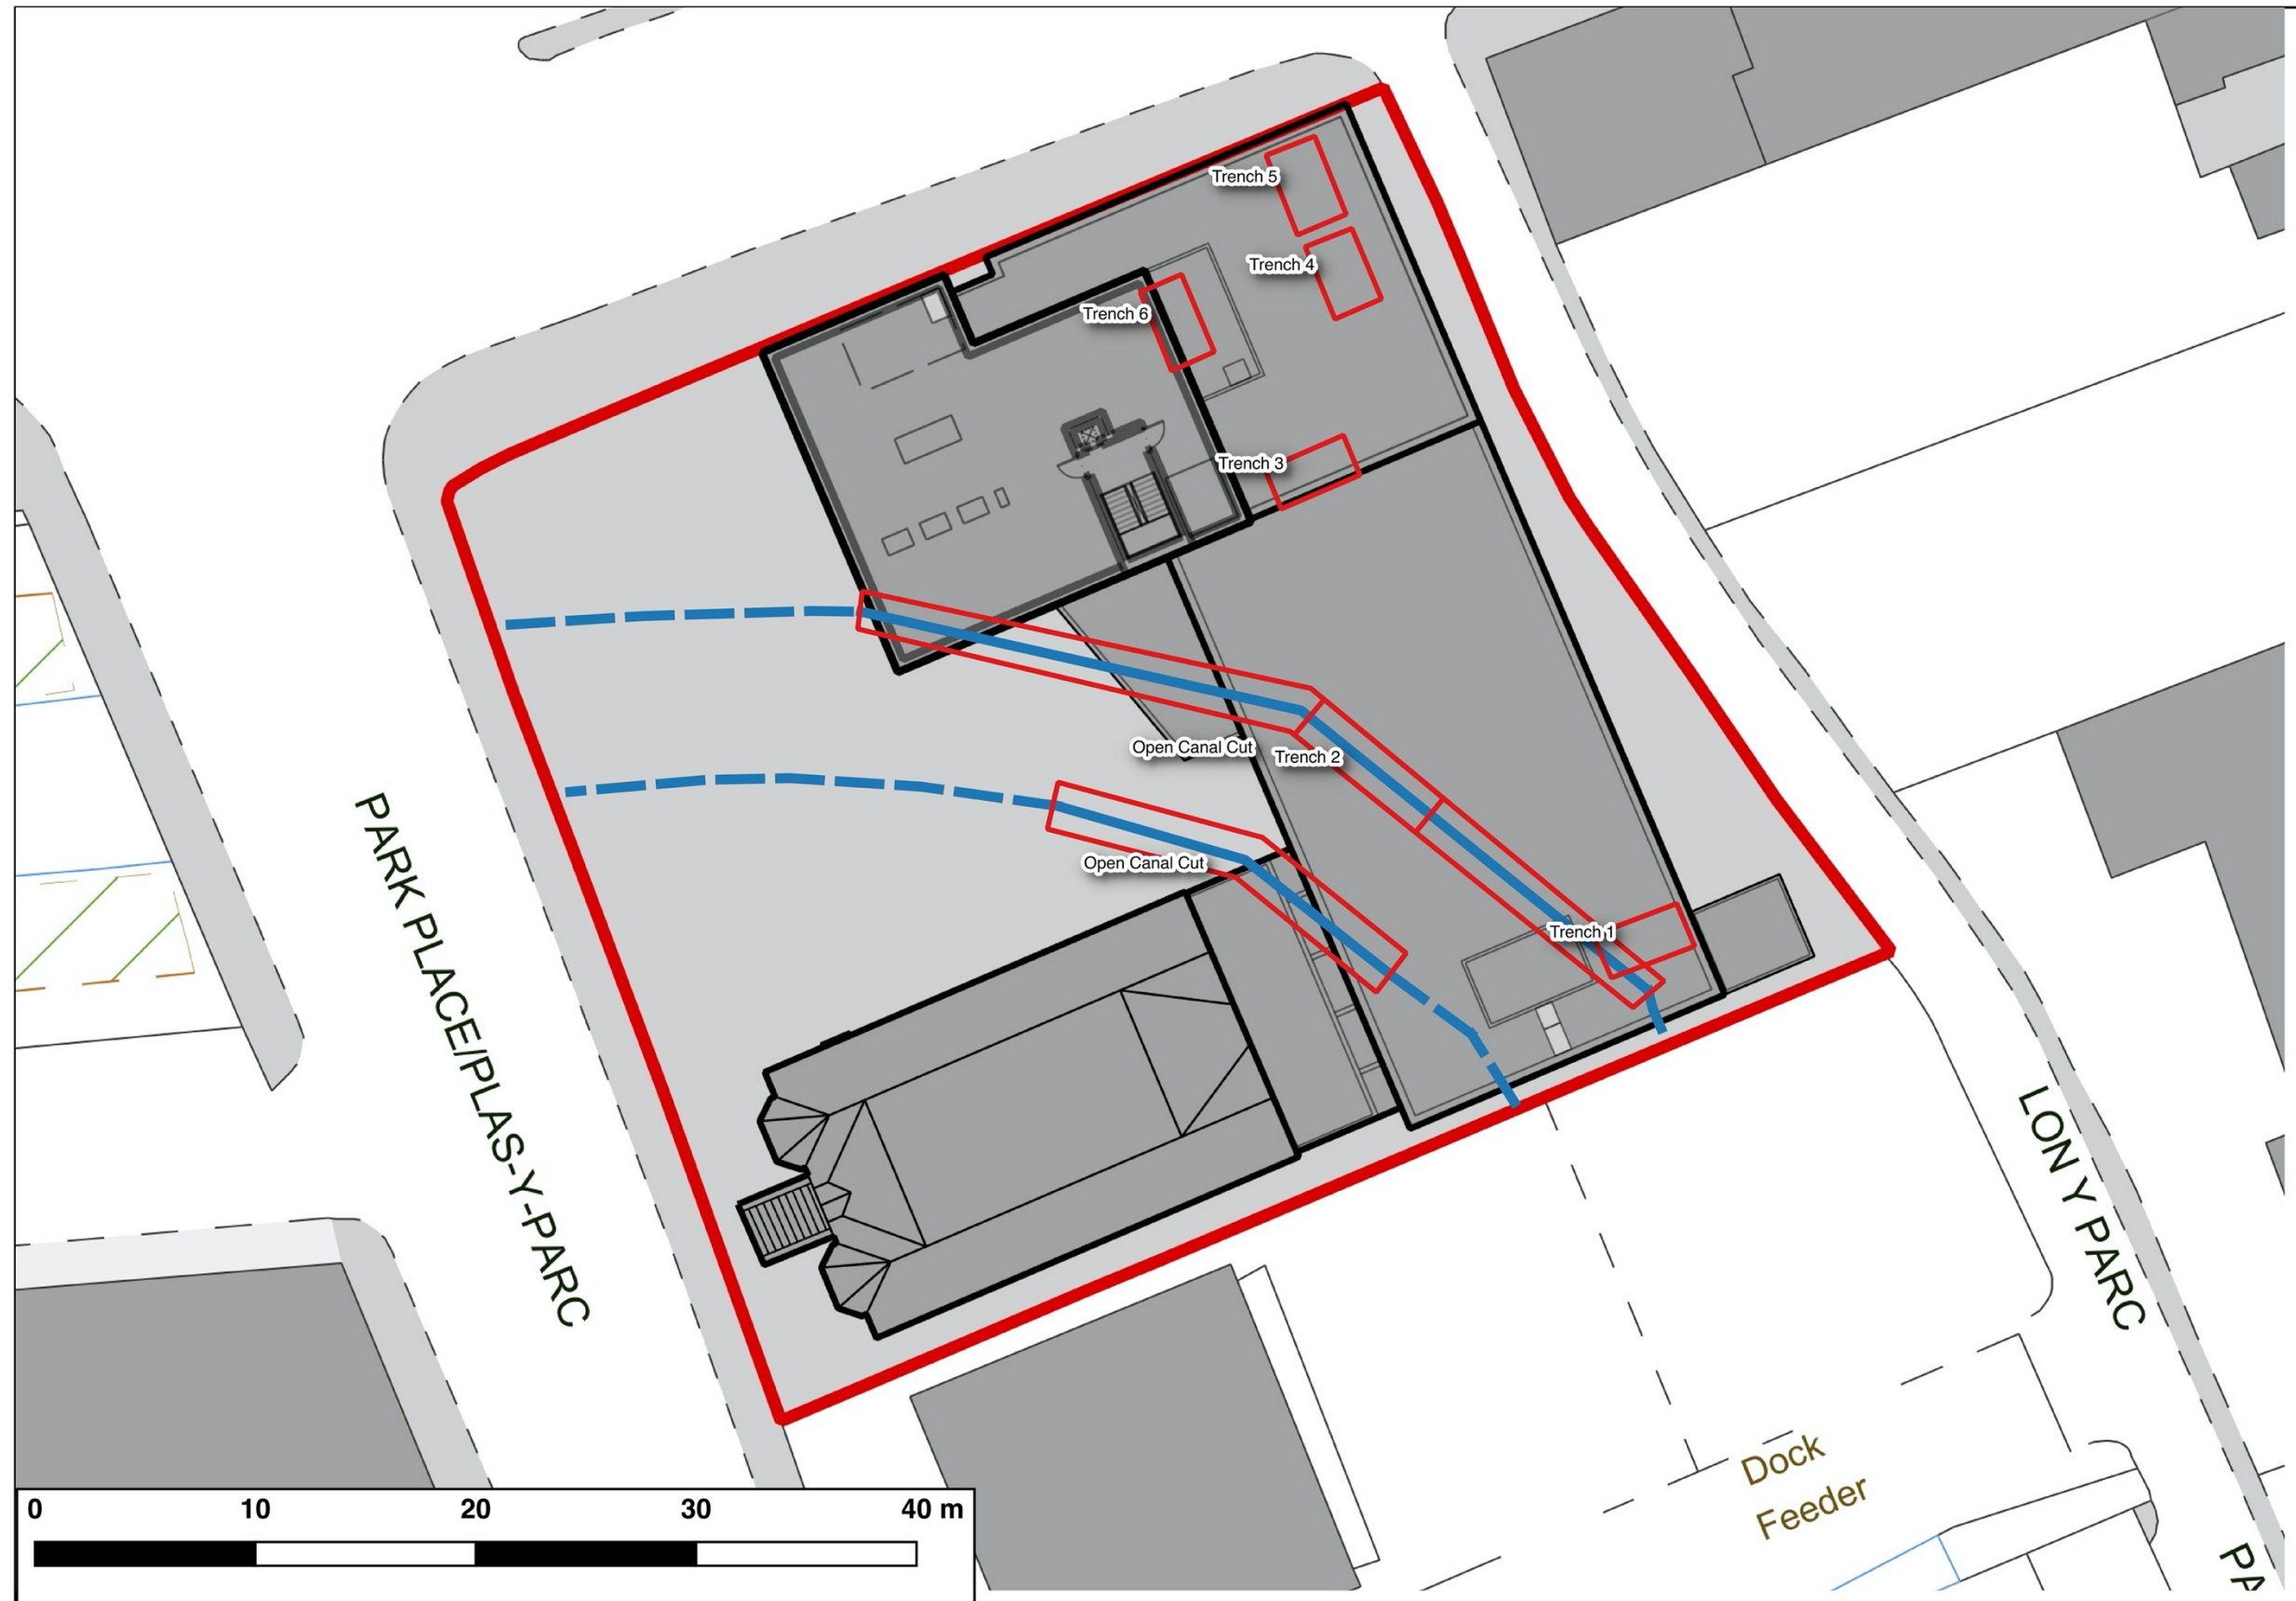 Trench 5
Trench 4
Trench 6
Trench 3
Open Canal Cut
Trench 2
Open Canal Cut
Trench 1
PARK PLACE/PLAS-Y-PARC
LON Y PARC
Dock
Feeder
PA
0 10 20 30 40 m